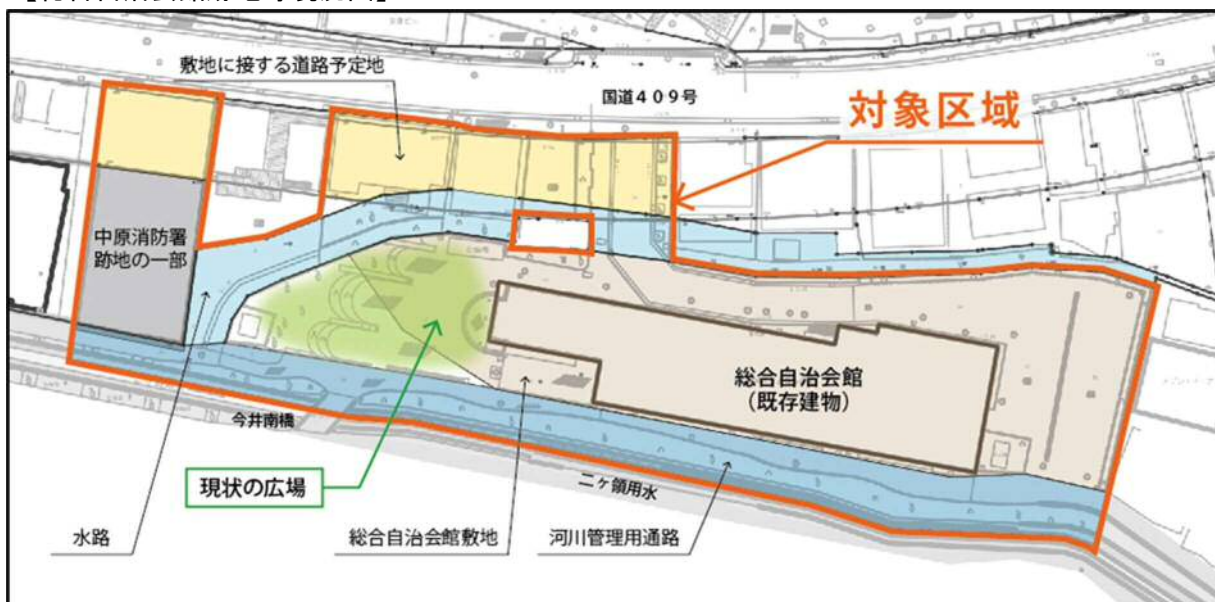 敷地に接する道路予定地
国道409号
対象区域
中原消防署
跡地の一部
総合自治会館
(既存建物)
今井南橋
現状の広場
二ヶ領用水
水路
総合自治会館敷地
河川管理用通路